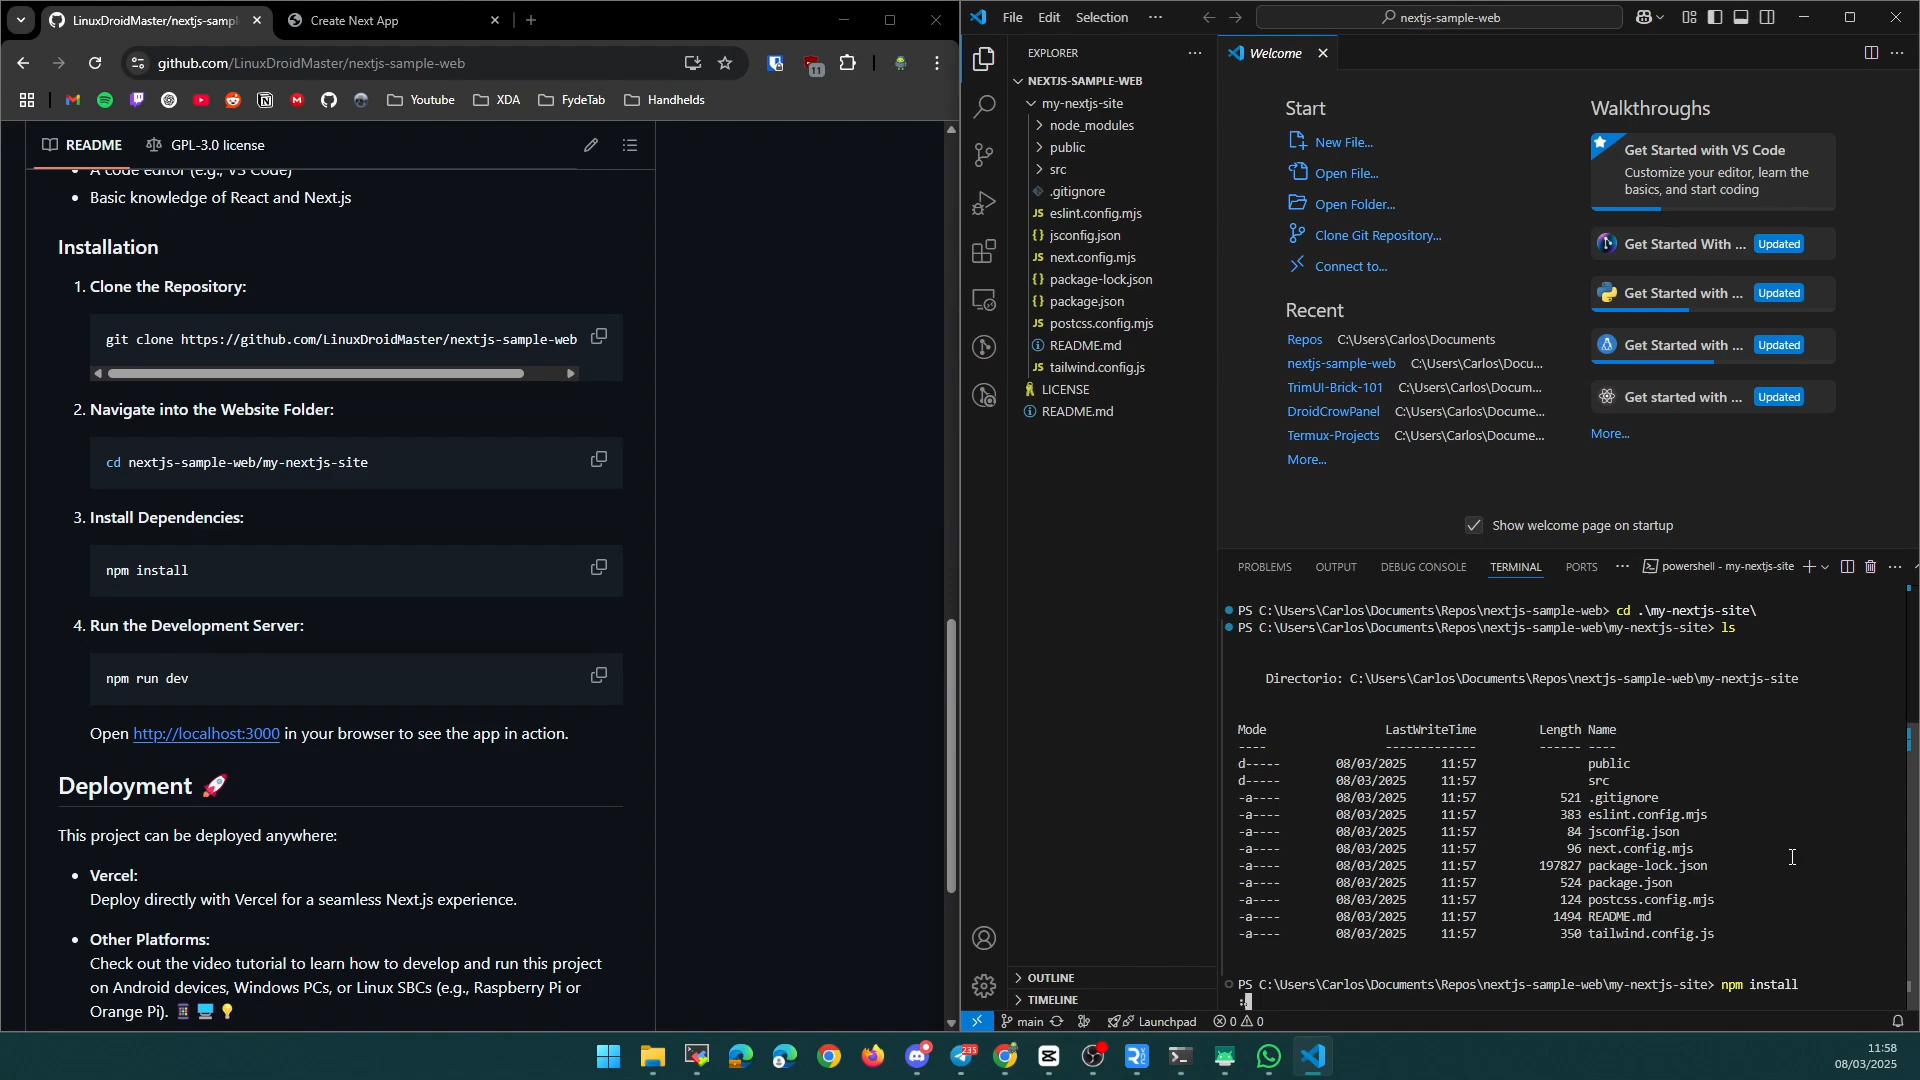 LinuxDroidMaster/nextjs-sampl
Create Next App
github.com/LinuxDroidMaster/nextjs-sample-web
11
Youtube
XDA
FydeTab
Handhelds
README
GPL-3.0 license
A code editor (e.g., VS Code)
Basic knowledge of React and Next.js
Installation
1. Clone the Repository:
git clone https://github.com/LinuxDroidMaster/nextjs-sample-web
2. Navigate into the Website Folder:
cd nextjs-sample-web/my-nextjs-site
3. Install Dependencies:
npm install
4. Run the Development Server:
npm run dev
Open http://localhost:3000 in your browser to see the app in action.
Deployment 🚀
This project can be deployed anywhere:
Vercel:
Deploy directly with Vercel for a seamless Next.js experience.
Other Platforms:
Check out the video tutorial to learn how to develop and run this project
on Android devices, Windows PCs, or Linux SBCs (e.g., Raspberry Pi or
Orange Pi).
File Edit Selection ···
nextjs-sample-web
EXPLORER
NEXTJS-SAMPLE-WEB
my-nextjs-site
node_modules
public
src
.gitignore
JS eslint.config.mjs
{} jsconfig.json
JS next.config.mjs
{} package-lock.json
{} package.json
JS postcss.config.mjs
README.md
JS tailwind.config.js
LICENSE
README.md
OUTLINE
TIMELINE
Welcome
Start
New File...
Open File...
Open Folder...
Clone Git Repository...
Connect to...
Recent
Repos C:\Users\Carlos\Documents
nextjs-sample-web C:\Users\Carlos\Docu...
TrimUI-Brick-101 C:\Users\Carlos\Docum...
DroidCrowPanel C:\Users\Carlos\Docume...
Termux-Projects C:\Users\Carlos\Docume...
More...
Walkthroughs
Get Started with VS Code
Customize your editor, learn the
basics, and start coding
Get Started With ... Updated
Get Started with ... Updated
Get Started with ... Updated
Get started with ... Updated
More...
Show welcome page on startup
PROBLEMS OUTPUT DEBUG CONSOLE TERMINAL PORTS ··· powershell - my-nextjs-site
PS C:\Users\Carlos\Documents\Repos\nextjs-sample-web> cd .\my-nextjs-site\
PS C:\Users\Carlos\Documents\Repos\nextjs-sample-web\my-nextjs-site> ls
Directorio: C:\Users\Carlos\Documents\Repos\nextjs-sample-web\my-nextjs-site
Mode LastWriteTime Length Name
---- ------------- ------ ----
d----- 08/03/2025 11:57 public
d----- 08/03/2025 11:57 src
-a---- 08/03/2025 11:57 521 .gitignore
-a---- 08/03/2025 11:57 383 eslint.config.mjs
-a---- 08/03/2025 11:57 84 jsconfig.json
-a---- 08/03/2025 11:57 96 next.config.mjs
-a---- 08/03/2025 11:57 197827 package-lock.json
-a---- 08/03/2025 11:57 524 package.json
-a---- 08/03/2025 11:57 124 postcss.config.mjs
-a---- 08/03/2025 11:57 1494 README.md
-a---- 08/03/2025 11:57 350 tailwind.config.js
PS C:\Users\Carlos\Documents\Repos\nextjs-sample-web\my-nextjs-site> npm install
main
Launchpad
0 0
235
11:58
08/03/2025